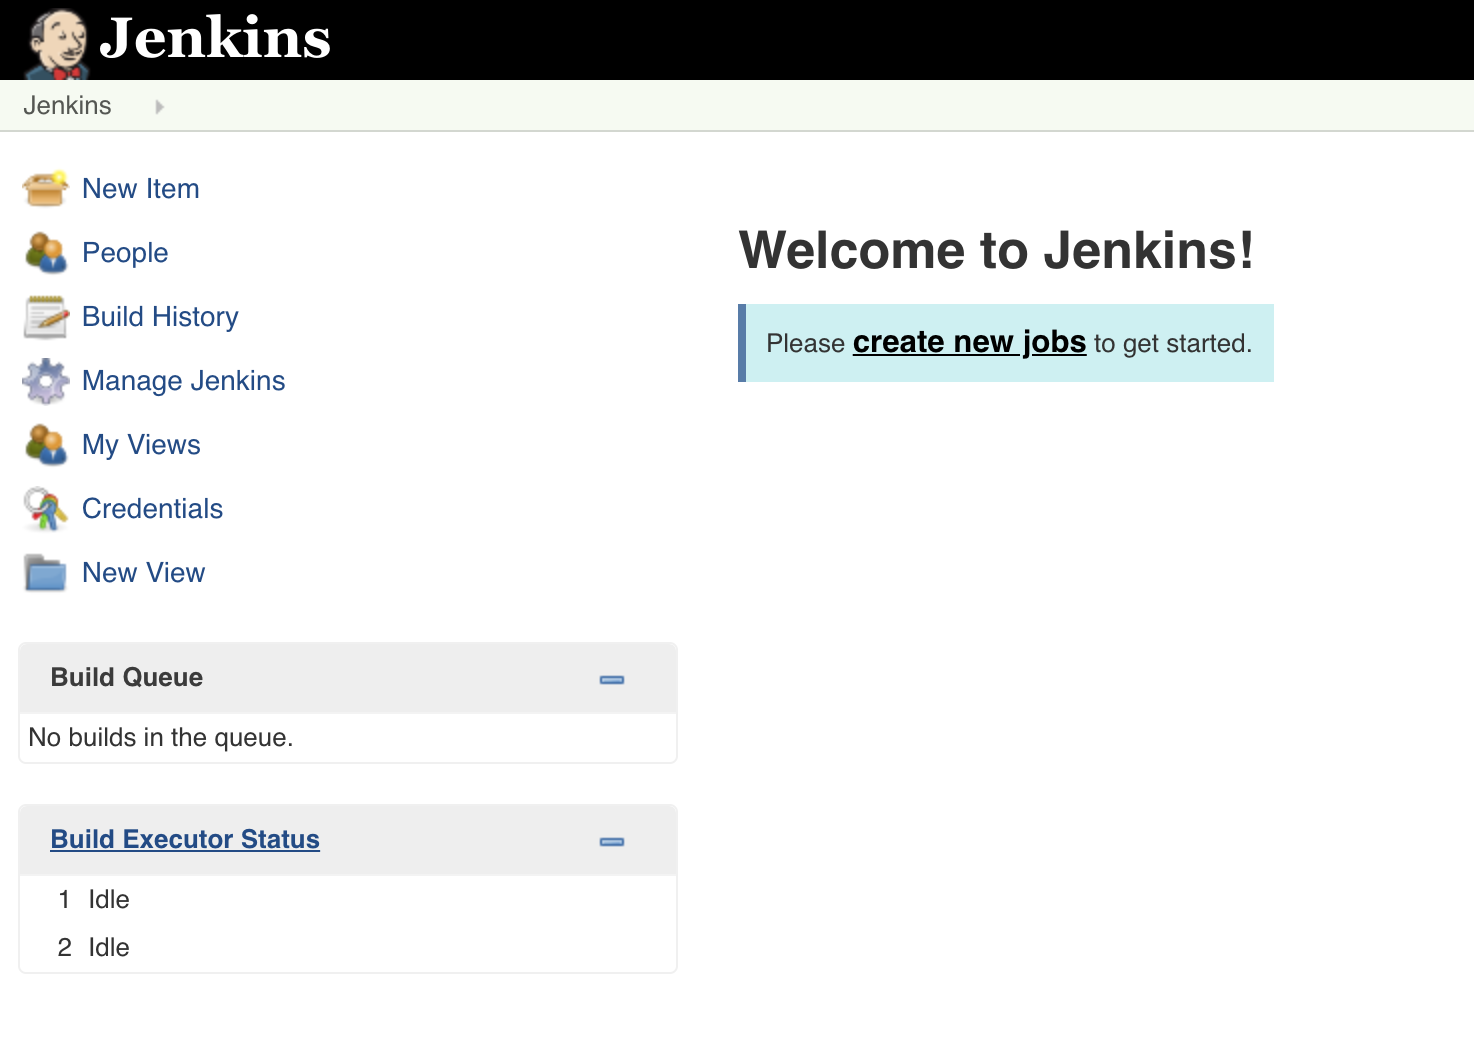 Jenkins
Jenkins
New Item
People
Build History
Manage Jenkins
My Views
Credentials
New View
Build Queue
No builds in the queue.
Build Executor Status
1 Idle
2 Idle
Welcome to Jenkins!
Please create new jobs to get started.